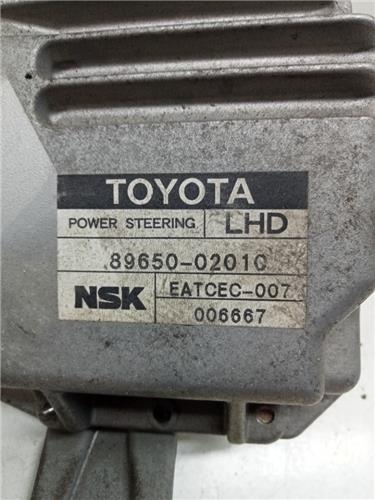 TOYOTA
POWER STEERING LHD
89650-02010
NSK EATCEC-007
006667